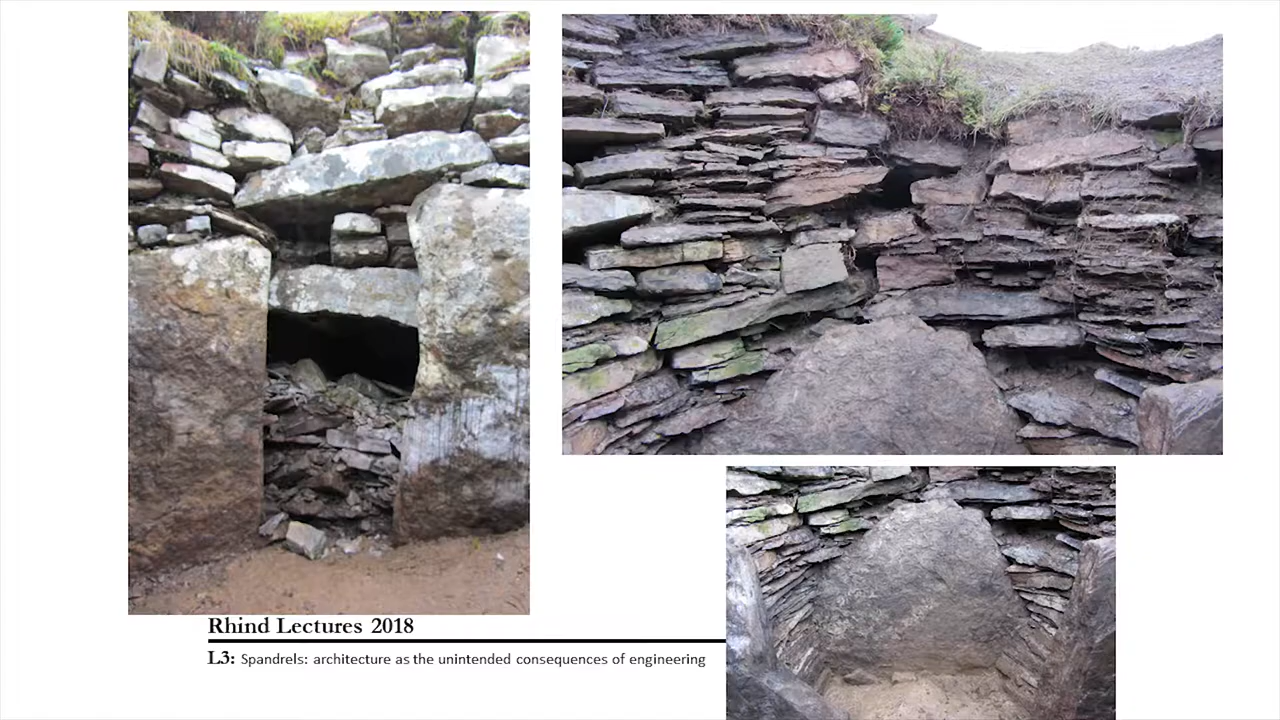 Rhind Lectures 2018
L3: Spandrels: architecture as the unintended consequences of engineering